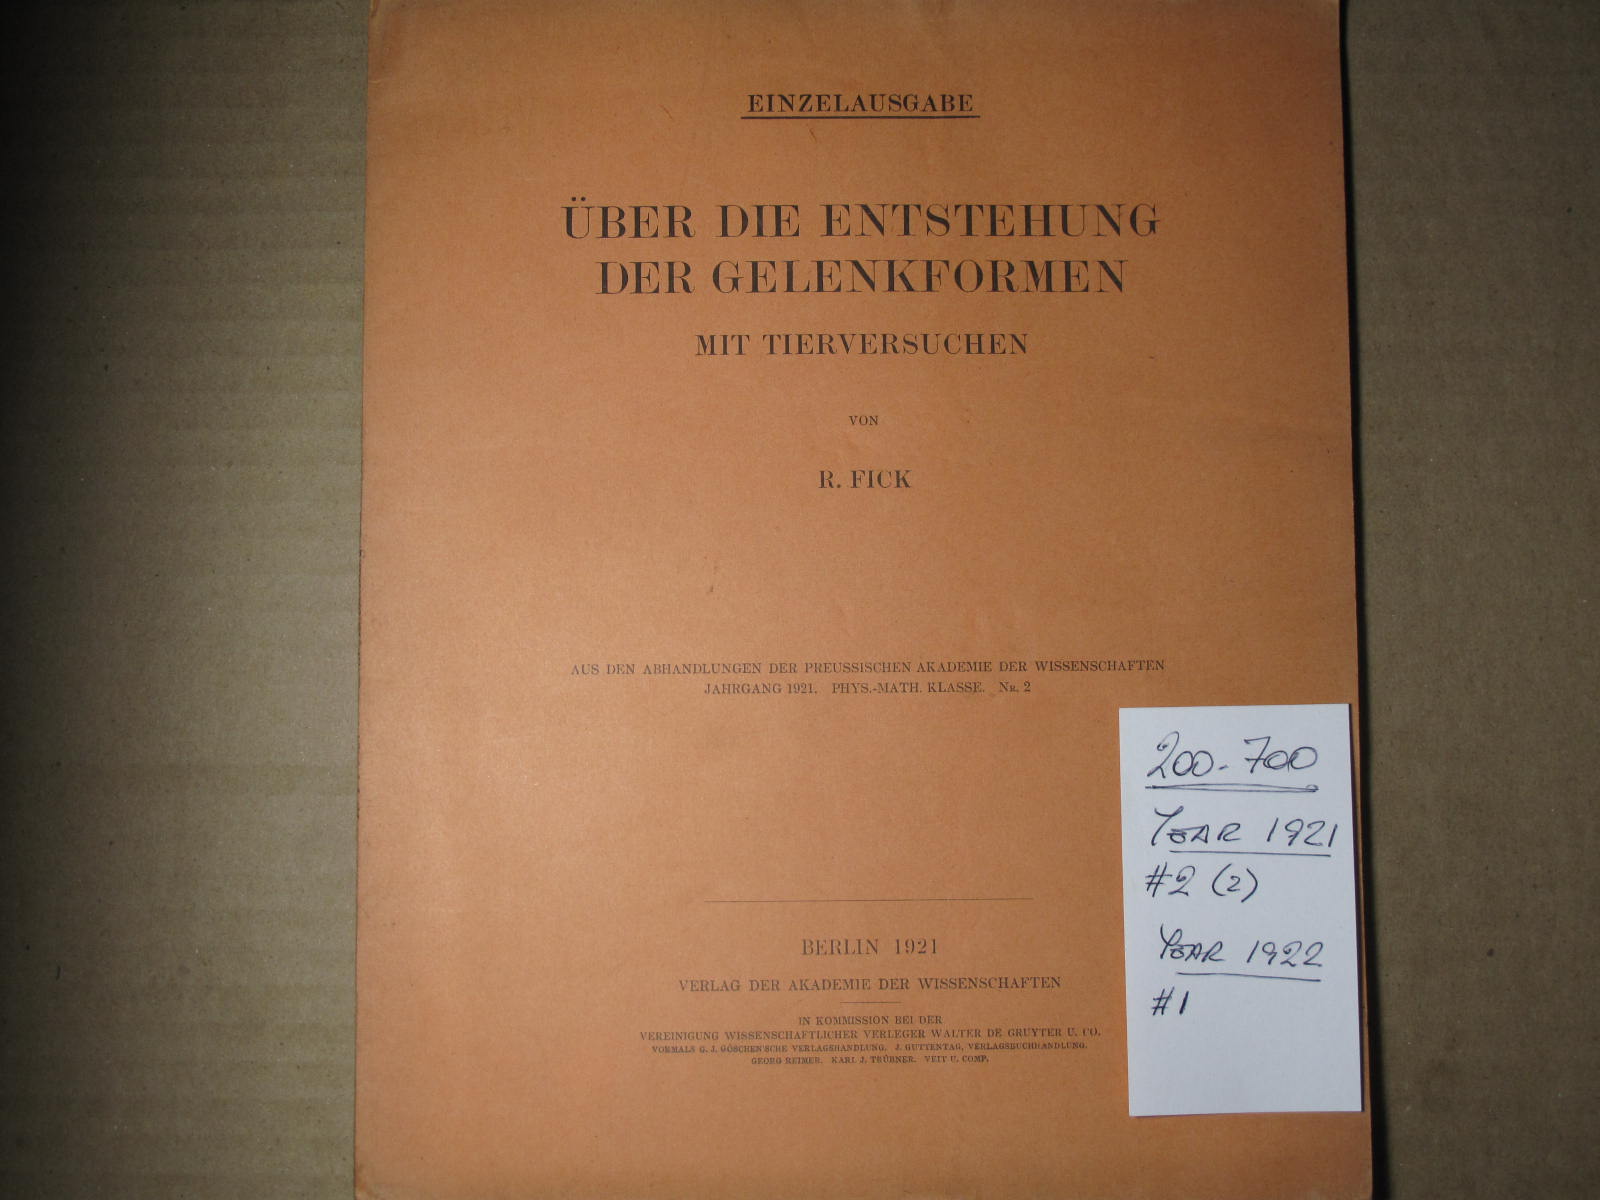 EINZELAUSGABE
ÜBER DIE ENTSTEHUNG
DER GELENKFORMEN
MIT TIERVERSUCHEN
VON
R. FICK
AUS DEN ABHANDLUNGEN DER PREUSSISCHEN AKADEMIE DER WISSENSCHAFTEN
JAHRGANG 1921. PHYS.-MATH. KLASSE. NR. 2
BERLIN 1921
VERLAG DER AKADEMIE DER WISSENSCHAFTEN
IN KOMMISSION BEI DER
VEREINIGUNG WISSENSCHAFTLICHER VERLEGER WALTER DE GRUYTER U. CO.
VORMALS G. J. GÖSCHEN'SCHE VERLAGSHANDLUNG. J. GUTTENTAG, VERLAGSBUCHHANDLUNG.
GEORG REIMER. KARL J. TRÜBNER. VEIT U. COMP.
200-700
YEAR 1921
#2 (2)
YEAR 1922
#1